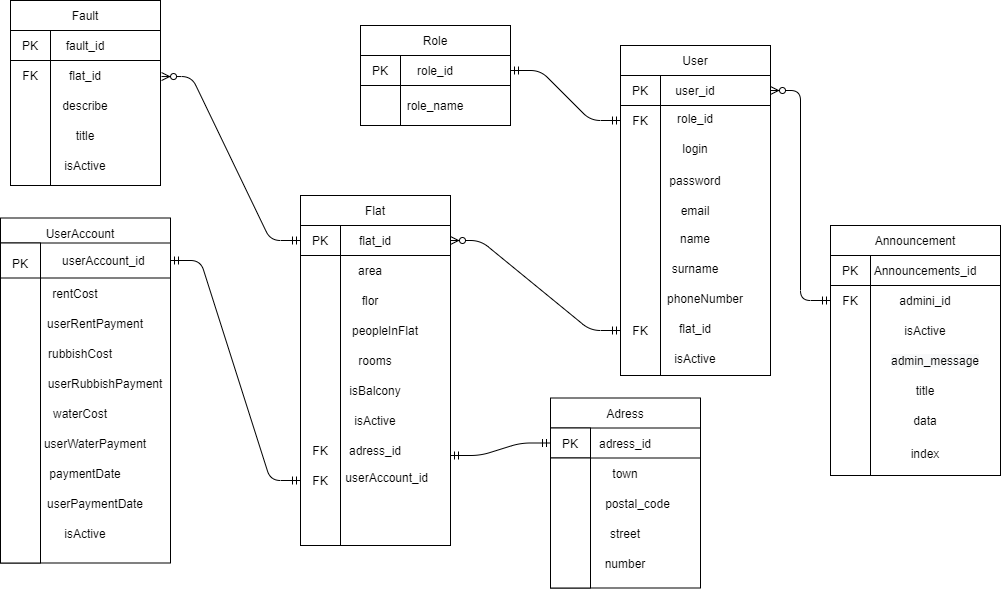 Fault
PK fault_id
FK flat_id
describe
title
isActive
Role
PK role_id
role_name
User
PK user_id
FK role_id
login
password
email
name
surname
phoneNumber
FK flat_id
isActive
UserAccount
PK userAccount_id
rentCost
userRentPayment
rubbishCost
userRubbishPayment
waterCost
userWaterPayment
paymentDate
userPaymentDate
isActive
Flat
PK flat_id
area
flor
peopleInFlat
rooms
isBalcony
isActive
FK adress_id
FK userAccount_id
Announcement
PK Announcements_id
FK admini_id
isActive
admin_message
title
data
index
Adress
PK adress_id
town
postal_code
street
number